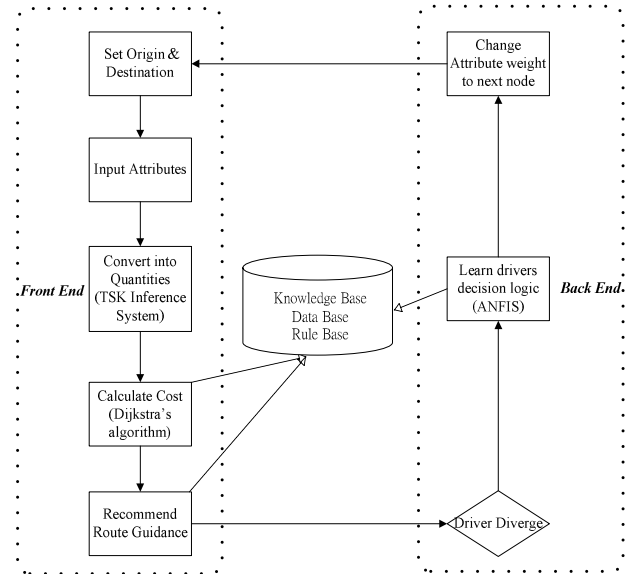 Set Origin &
Destination
Input Attributes
Convert into
Quantities
(TSK Inference
System)
Front End
Calculate Cost
(Dijkstra's
algorithm)
Recommend
Route Guidance
Knowledge Base
Data Base
Rule Base
Change
Attribute weight
to next node
Learn drivers
decision logic
(ANFIS)
Back End
Driver Diverge